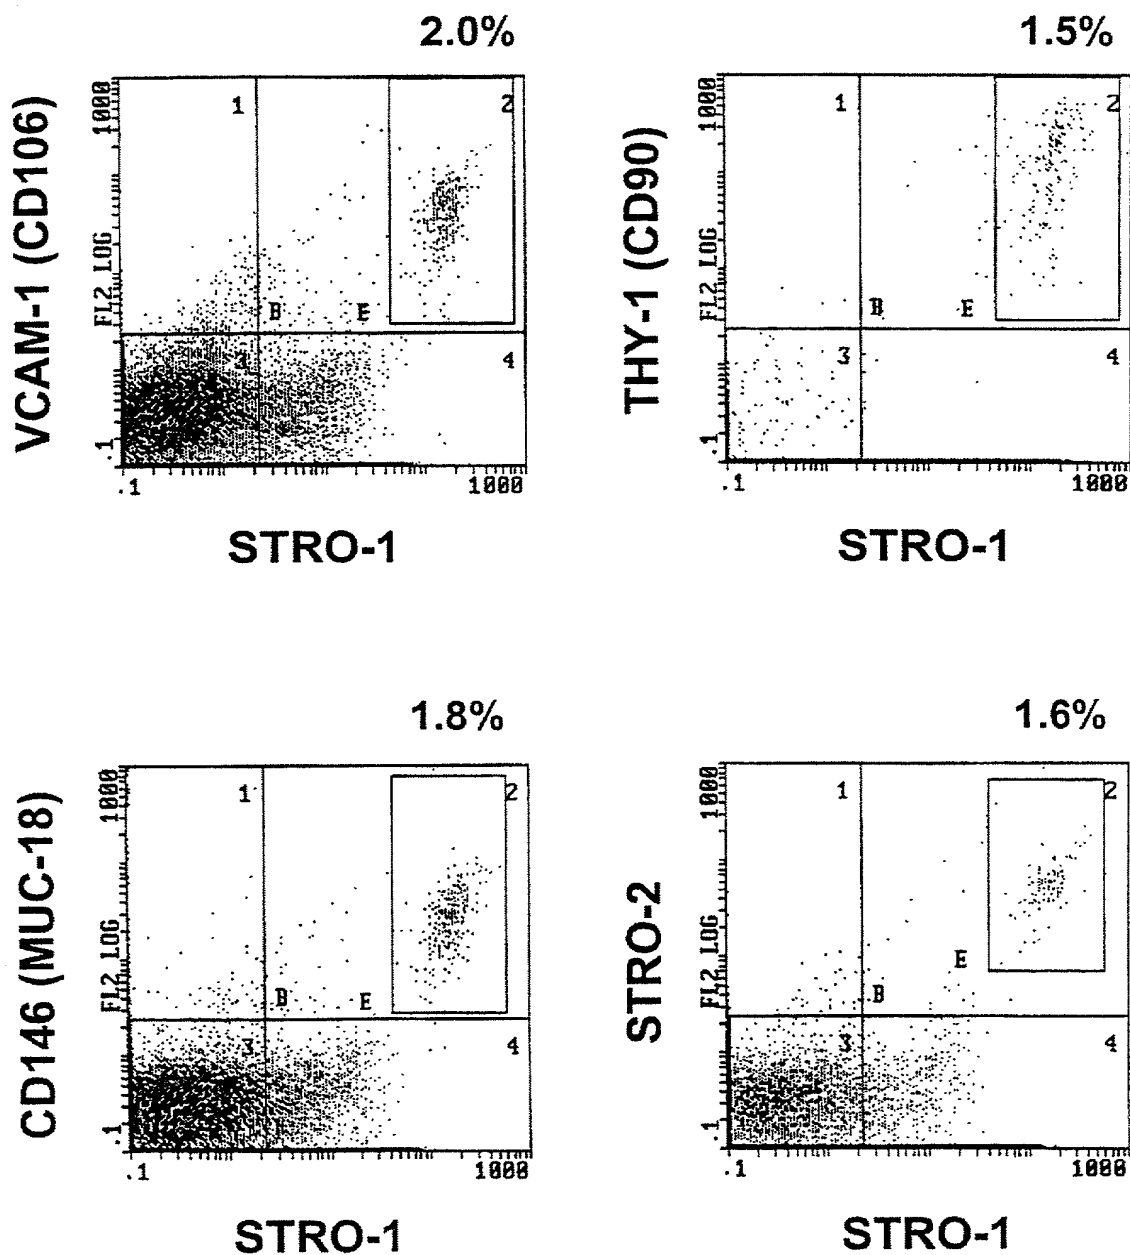 2.0%
VCAM-1 (CD106)
FL2 LOG
1000
.1
1
2
B
E
4
.1
1000
STRO-1
1.5%
THY-1 (CD90)
FL2 LOG
1000
.1
1
2
B
E
3
4
.1
1000
STRO-1
1.8%
CD146 (MUC-18)
FL2 LOG
1000
.1
1
2
B
E
3
4
.1
1000
STRO-1
1.6%
STRO-2
FL2 LOG
1000
.1
1
2
E
B
3
4
.1
1000
STRO-1